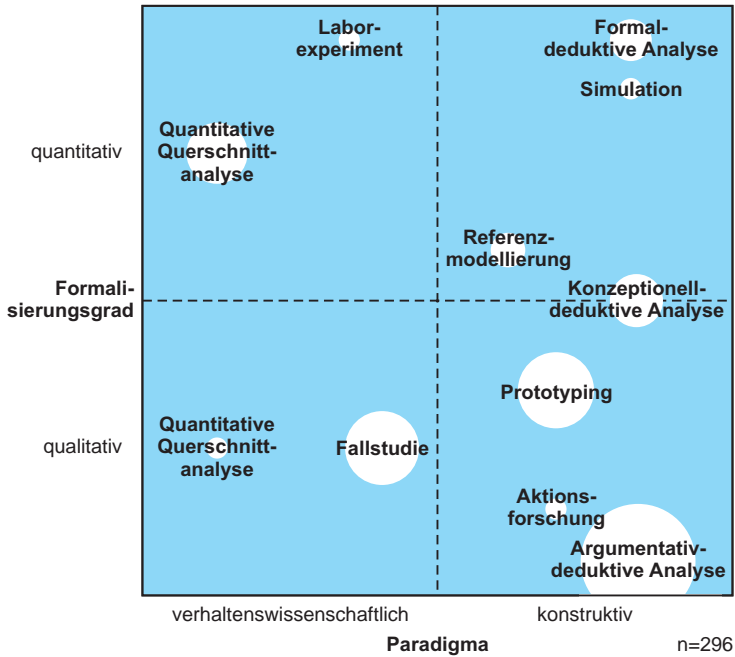 Labor-
experiment
Formal-
deduktive Analyse
Simulation
quantitativ
Quantitative
Querschnitt-
analyse
Referenz-
modellierung
Formali-
sierungsgrad
Konzeptionell-
deduktive Analyse
Prototyping
qualitativ
Quantitative
Querschnitt-
analyse
Fallstudie
Aktions-
forschung
Argumentativ-
deduktive Analyse
verhaltenswissenschaftlich
konstruktiv
Paradigma
n=296